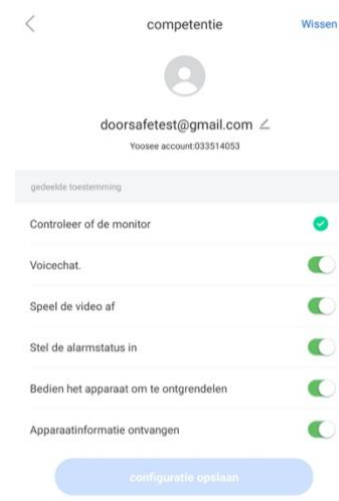 competentie
Wissen
doorsafetest@gmail.com
Yoosee account:033514053
gedeelde toestemming
Controleer of de monitor
Voicechat.
Speel de video af
Stel de alarmstatus in
Bedien het apparaat om te ontgrendelen
Apparaatinformatie ontvangen
configuratie opslaan